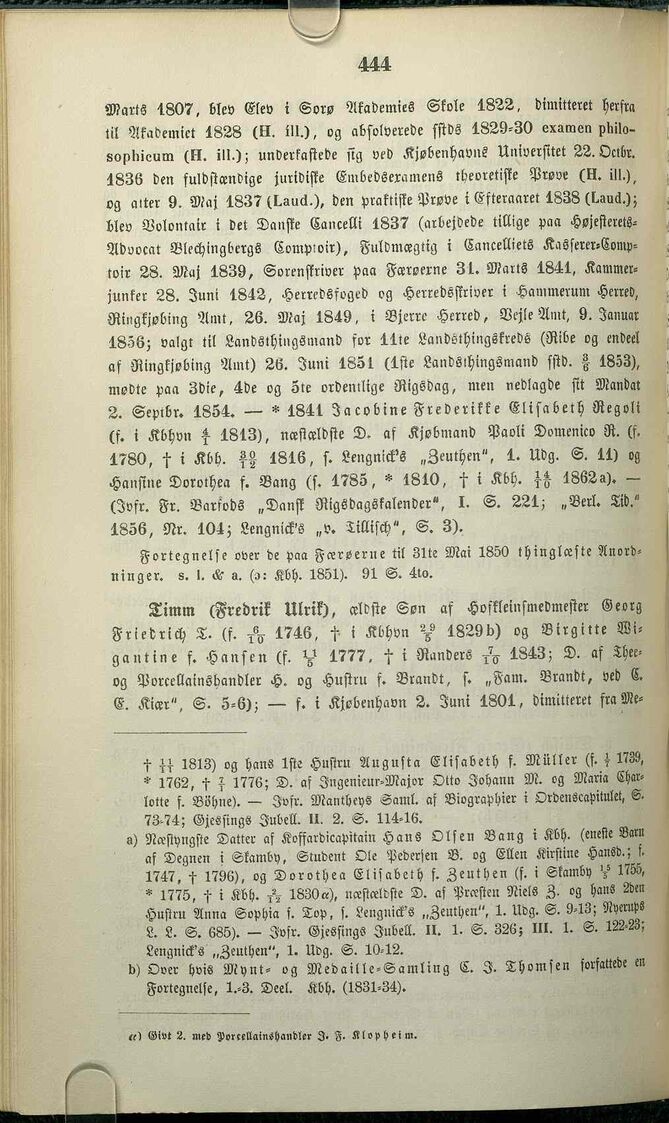 444
Marts 1807, blev Elev i Sorø Akademies Skole 1822, dimitteret herfra
til Akademiet 1828 (H. ill.), og absolverede sstds 1829-30 examen philo-
sophicum (H. ill.); underkastede sig ved Kjøbenhavns Universitet 22. Octbr.
1836 den fuldstændige juridiske Embedsexamens theoretiske Prøve (H. ill.),
og atter 9. Maj 1837 (Laud.), den praktiske Prøve i Efteraaret 1838 (Laud.);
blev Volontair i det Danske Cancelli 1837 (arbejdede tillige paa Højesterets-
Advocat Blechingbergs Comptoir), Fuldmægtig i Cancelliets Kasserer-Comp-
toir 28. Maj 1839, Sorenskriver paa Færøerne 31. Marts 1841, Kammer-
junker 28. Juni 1842, Herredsfoged og Herredsskriver i Hammerum Herred,
Ringkjøbing Amt, 26. Maj 1849, i Bjerre Herred, Vejle Amt, 9. Januar
1856; valgt til Landsthingsmand for 11te Landsthingskreds (Ribe og endeel
af Ringkjøbing Amt) 26. Juni 1851 (1ste Landsthingsmand sstd. 3/6 1853),
mødte paa 3die, 4de og 5te ordentlige Rigsdag, men nedlagde sit Mandat
2. Septbr. 1854. — * 1841 Jacobine Frederikke Elisabeth Regoli
(f. i Kbhvn 4/1 1813), næstældste D. af Kjøbmand Paoli Domenico R. (f.
1780, † i Kbh. 30/12 1816, s. Lengnick's „Zeuthen", 1. Udg. S. 11) og
Hansine Dorothea f. Bang (f. 1785, * 1810, † i Kbh. 14/10 1862a). —
(Jvfr. Fr. Barfods „Dansk Rigsdagskalender", I. S. 221; „Berl. Tid."
1856, Nr. 104; Lengnick's „v. Tillisch", S. 3).
Fortegnelse over de paa Færøerne til 31te Mai 1850 thinglæste Anord-
ninger. s. l. & a. (ɔ: Kbh. 1851). 91 S. 4to.
Timm (Fredrik Ulrik), ældste Søn af Hofkleinsmedmester Georg
Friedrich T. (f. 6/10 1746, † i Kbhvn 29/5 1829b) og Birgitte Wi-
gantine f. Hansen (f. 11/5 1777, † i Randers 7/10 1843; D. af Thee-
og Porcellainshandler H. og Hustru f. Brandt, s. „Fam. Brandt, ved C.
E. Kiær", S. 5-6); — f. i Kjøbenhavn 2. Juni 1801, dimitteret fra Me-
† 11/11 1813) og hans 1ste Hustru Augusta Elisabeth f. Müller (f. 1739,
* 1762, † 1776; D. af Ingenieur-Major Otto Johann M. og Maria Char-
lotte f. Böhne). — Jvfr. Mantheys Saml. af Biographier i Ordenscapitulet, S.
73-74; Gjessings Jubell. II. 2. S. 114-16.
a) Næstyngste Datter af Koffardicapitain Hans Olsen Bang i Kbh. (eneste Barn
af Degnen i Skamby, Student Ole Pedersen B. og Ellen Kirstine Hansd.; f.
1747, † 1796), og Dorothea Elisabeth f. Zeuthen (f. i Skamby 1755,
* 1775, † i Kbh. 1830α), næstældste D. af Præsten Niels Z. og hans 2den
Hustru Anna Sophia f. Top, s. Lengnick's „Zeuthen", 1. Udg. S. 9-13; Nyerups
L. L. S. 685). — Jvfr. Gjessings Jubell. II. 1. S. 326; III. 1. S. 122-23;
Lengnick's „Zeuthen", 1. Udg. S. 10-12.
b) Over hvis Mynt- og Medaille-Samling C. J. Thomsen forfattede en
Fortegnelse, 1.-3. Deel. Kbh. (1831-34).
α) Givt 2. med Porcellainshandler J. F. Klopheim.